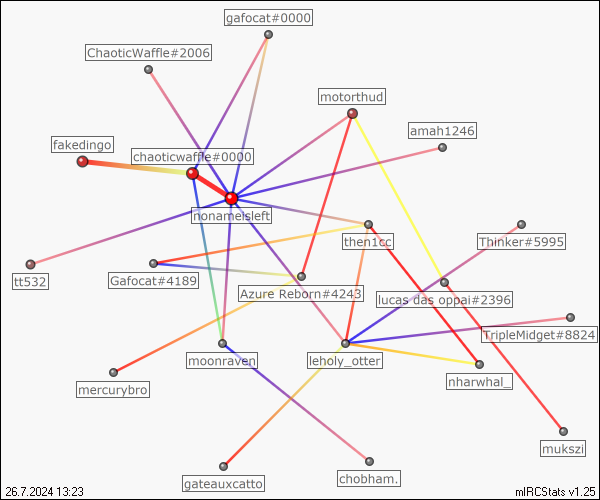 gafocat#0000
ChaoticWaffle#2006
motorthud
amah1246
fakedingo
chaoticwaffle#0000
nonameisleft
then1cc
Thinker#5995
tt532
Gafocat#4189
Azure Reborn#4243
lucas das oppai#2396
TripleMidget#8824
moonraven
leholy_otter
mercurybro
nharwhal_
mukszi
gateauxcatto
chobham.
26.7.2024 13:23
mIRCStats v1.25